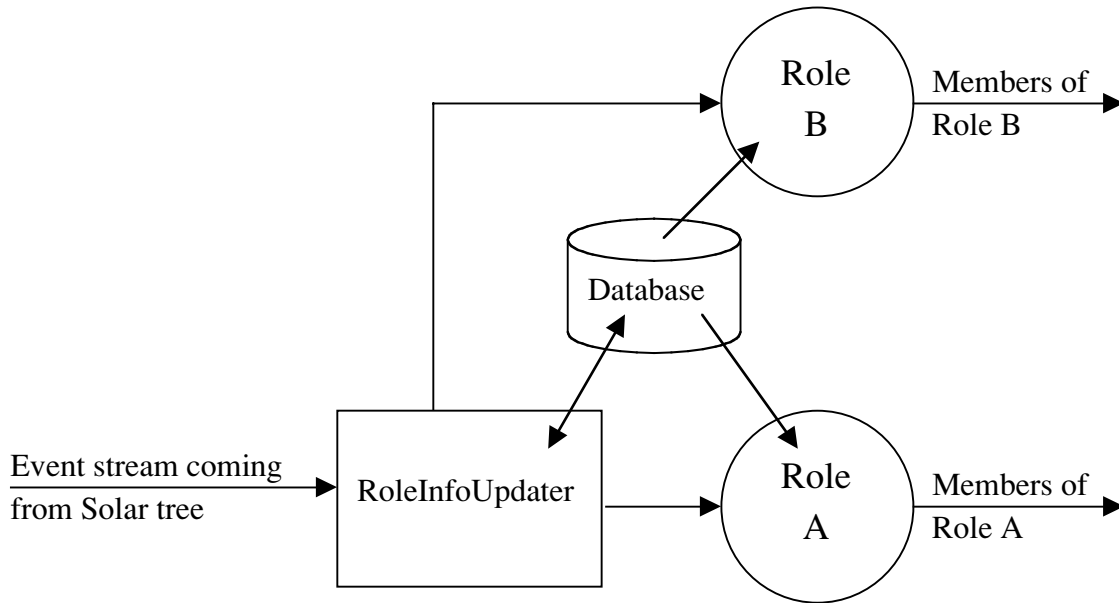 Role
B
Members of
Role B
Database
Event stream coming
from Solar tree
RoleInfoUpdater
Role
A
Members of
Role A